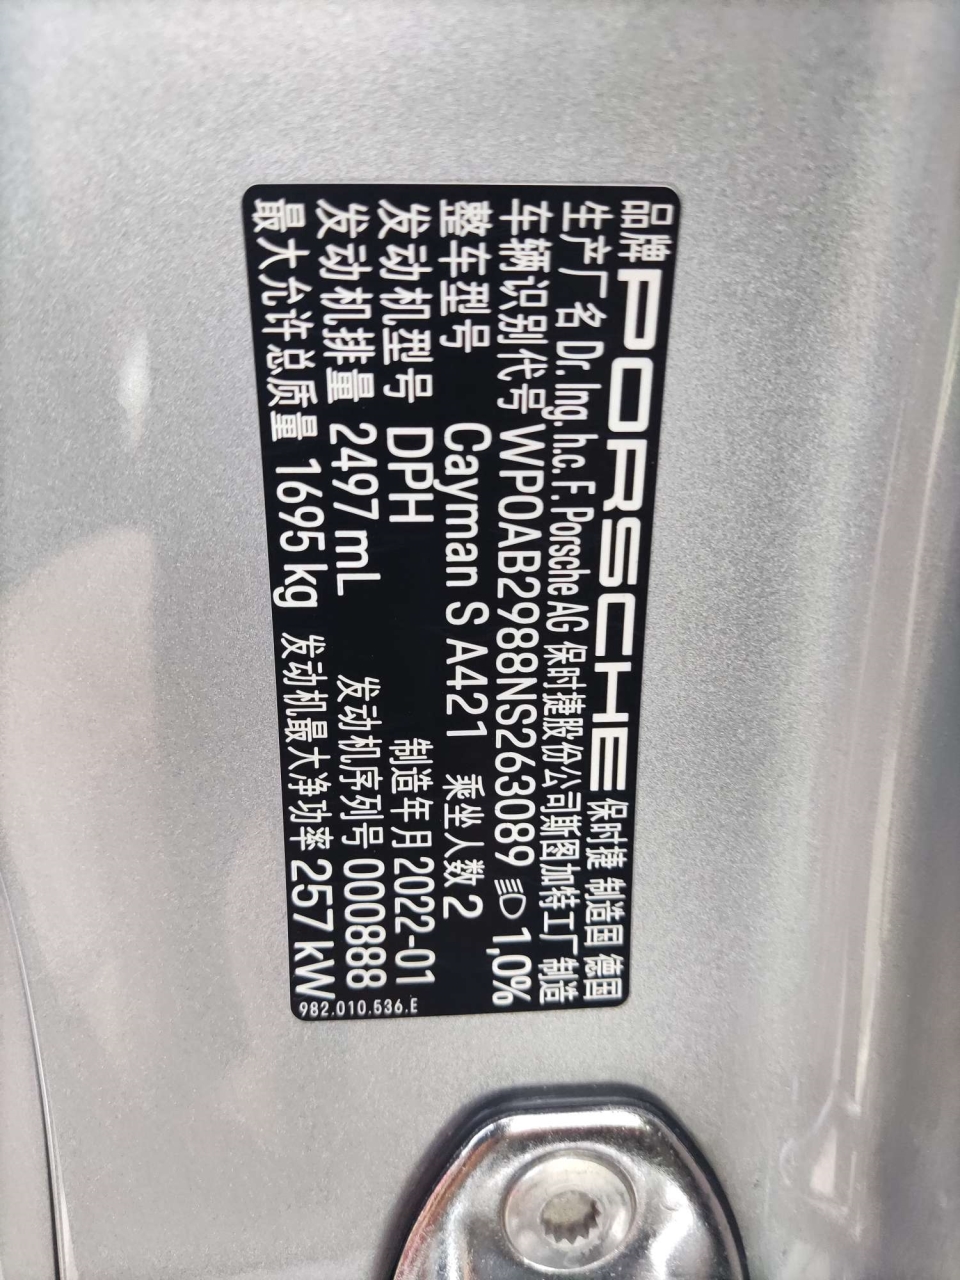 品牌 PORSCHE 保时捷 制造国 德国
生产厂名 Dr. Ing. h.c. F. Porsche AG 保时捷股份公司斯图加特工厂制造
车辆识别代号 WP0AB2988NS263089 1,0%
整车型号 Cayman S A421 乘坐人数 2
发动机型号 DPH 制造年月 2022-01
发动机排量 2497 mL 发动机序列号 000888
最大允许总质量 1695 kg 发动机最大净功率 257 kW
982.010.536.E